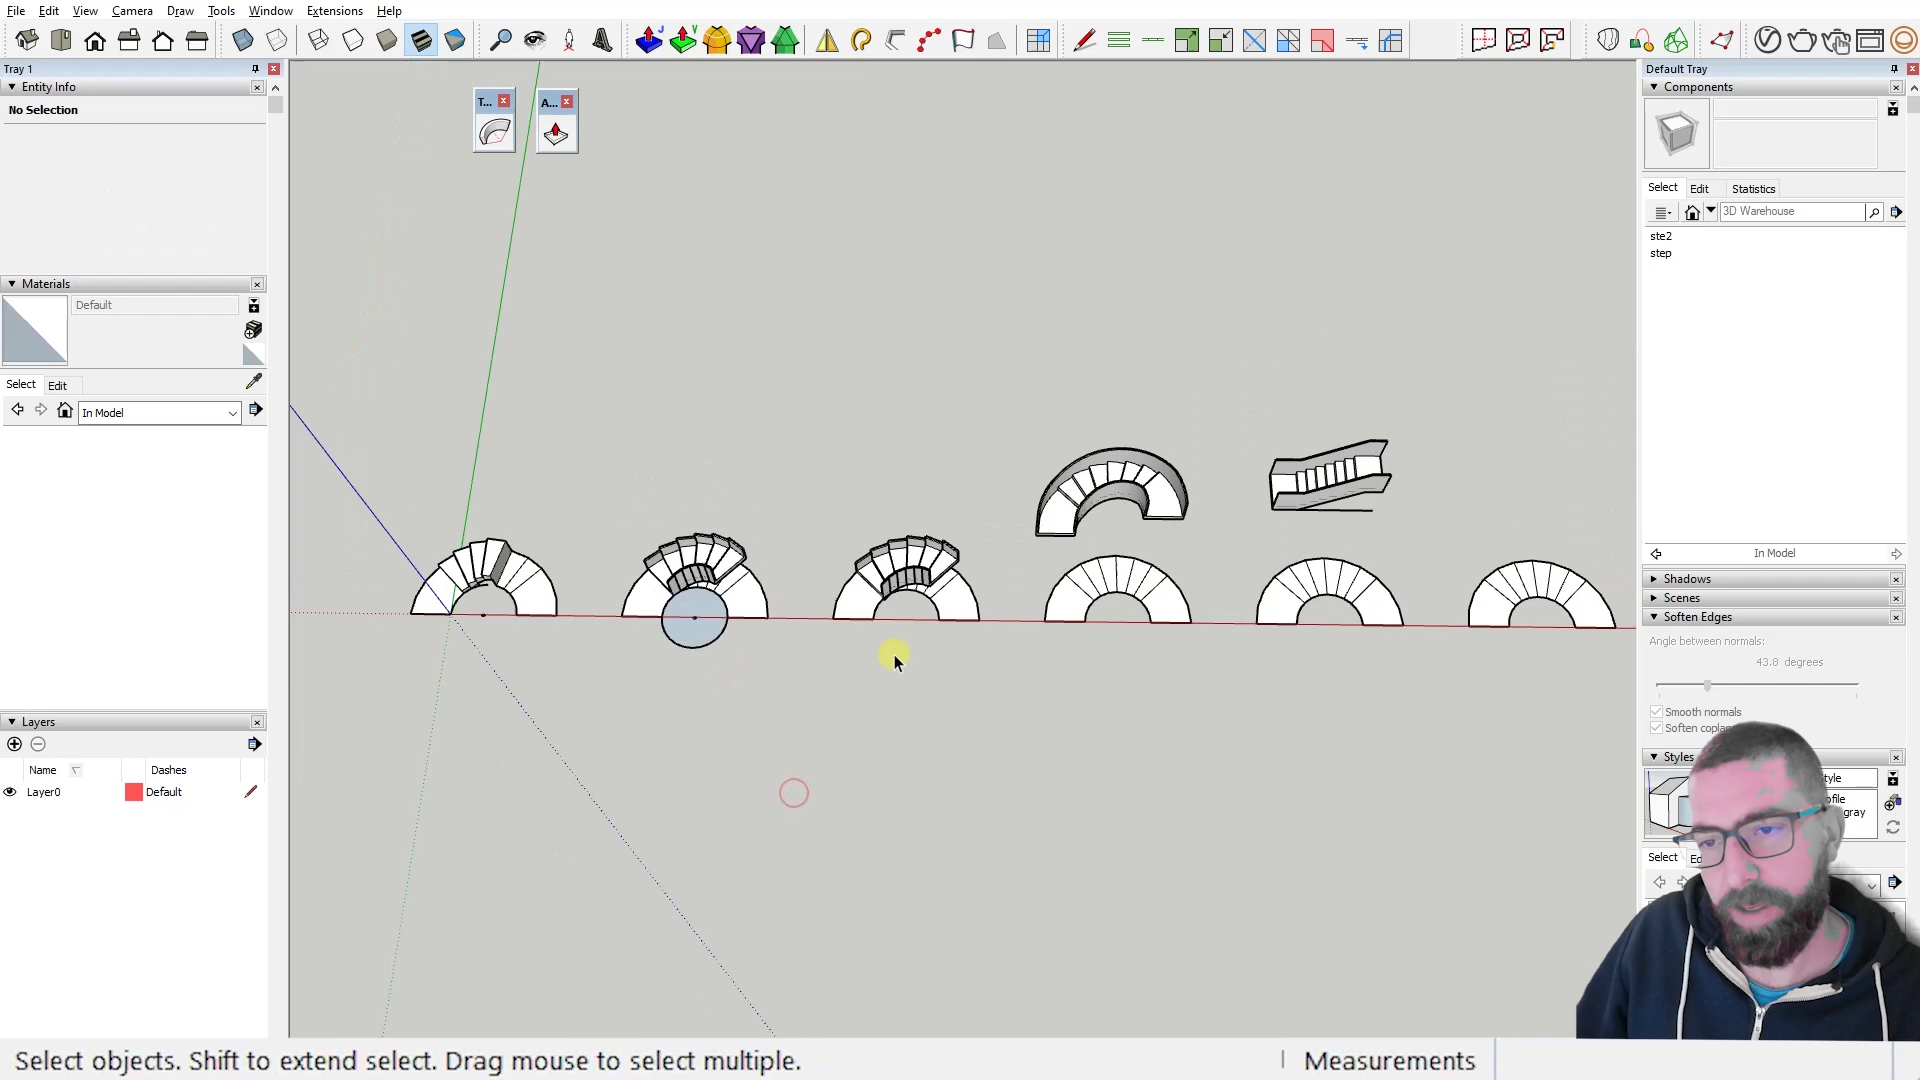 File Edit View Camera Draw Tools Window Extensions Help
Tray 1
Entity Info
No Selection
Materials
Default
Select Edit
In Model
Layers
Name Dashes
Layer0 Default
T...
A...
Default Tray
Components
Select Edit Statistics
3D Warehouse
ste2
step
In Model
Shadows
Scenes
Soften Edges
Angle between normals:
43.8 degrees
Smooth normals
Soften
Styles
Select
gray
Select objects. Shift to extend select. Drag mouse to select multiple.
Measurements